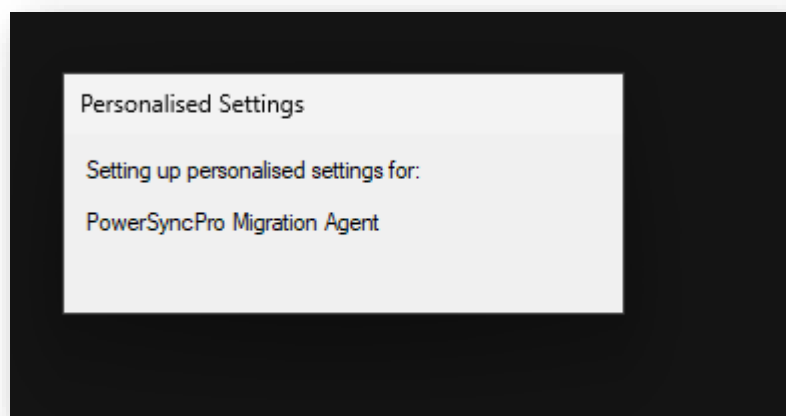 Personalised Settings
Setting up personalised settings for:
PowerSyncPro Migration Agent